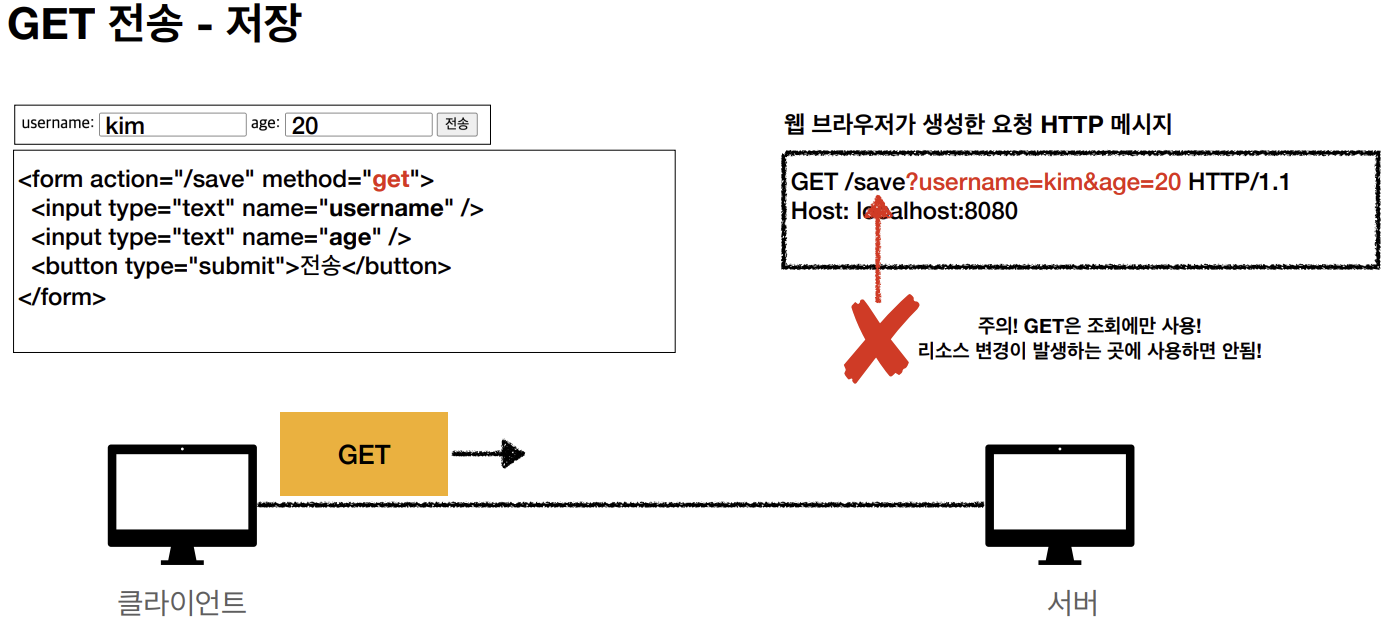 GET 전송 - 저장
username: kim age: 20 전송
<form action="/save" method="get">
<input type="text" name="username" />
<input type="text" name="age" />
<button type="submit">전송</button>
</form>
웹 브라우저가 생성한 요청 HTTP 메시지
GET /save?username=kim&age=20 HTTP/1.1
Host: localhost:8080
주의! GET은 조회에만 사용!
리소스 변경이 발생하는 곳에 사용하면 안됨!
GET
클라이언트
서버